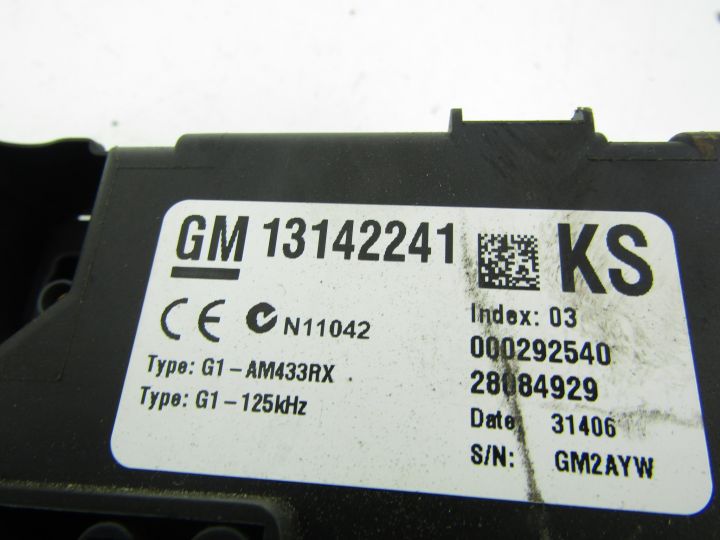 GM 13142241 KS
CE N11042
Type: G1-AM433RX
Type: G1-125kHz
Index: 03
000292540
28084929
Date 31406
S/N: GM2AYW